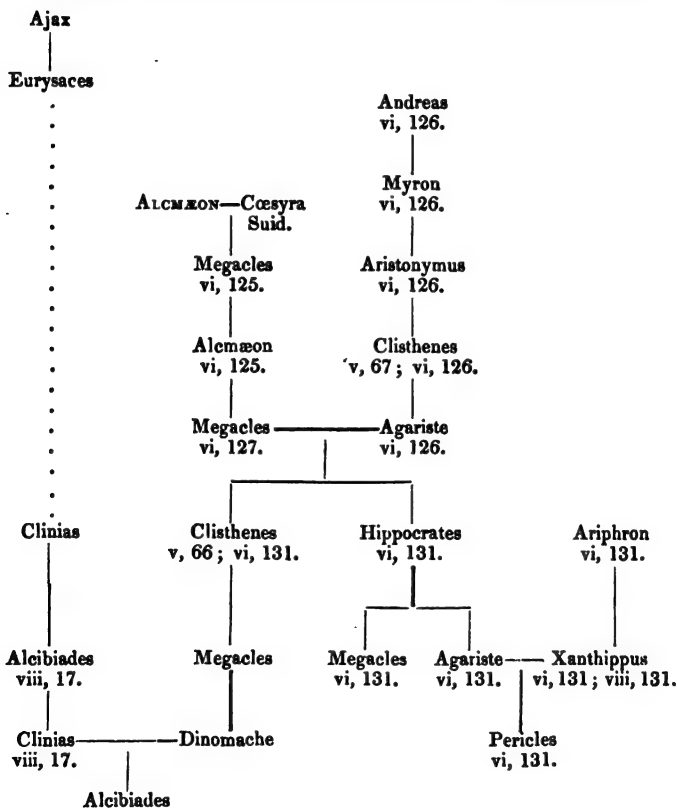 Ajax
Eurysaces
Andreas
vi, 126.
Myron
vi, 126.
ALCMÆON—Cœsyra
Suid.
Megacles
vi, 125.
Aristonymus
vi, 126.
Alcmæon
vi, 125.
Clisthenes
v, 67; vi, 126.
Megacles
vi, 127.
Agariste
vi, 126.
Clinias
Clisthenes
v, 66; vi, 131.
Hippocrates
vi, 131.
Ariphron
vi, 131.
Alcibiades
viii, 17.
Megacles
Megacles
vi, 131.
Agariste
vi, 131.
Xanthippus
vi, 131; viii, 131.
Clinias
viii, 17.
Dinomache
Pericles
vi, 131.
Alcibiades